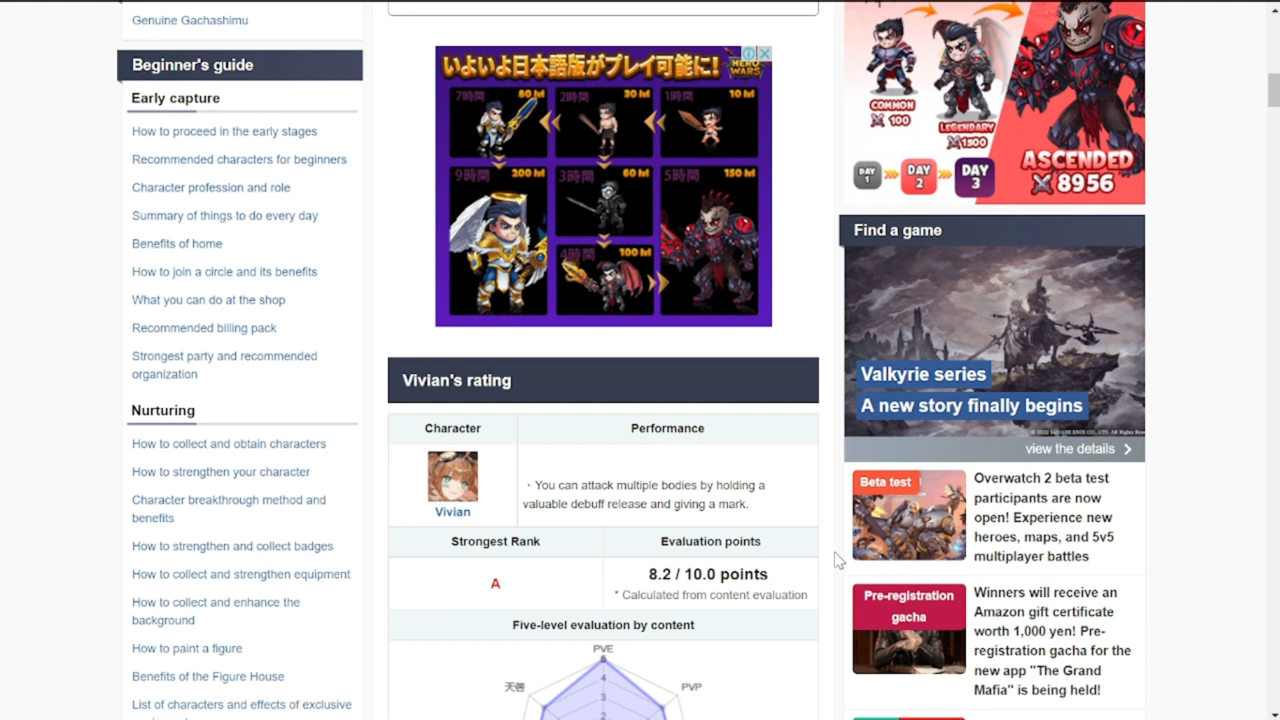 Genuine Gachashimu
Beginner's guide
Early capture
How to proceed in the early stages
Recommended characters for beginners
Character profession and role
Summary of things to do every day
Benefits of home
How to join a circle and its benefits
What you can do at the shop
Recommended billing pack
Strongest party and recommended
organization
Nurturing
How to collect and obtain characters
How to strengthen your character
Character breakthrough method and
benefits
How to strengthen and collect badges
How to collect and strengthen equipment
How to collect and enhance the
background
How to paint a figure
Benefits of the Figure House
List of characters and effects of exclusive
いよいよ日本語版がプレイ可能に!
HERO
WARS
7時間 80 lvl
2時間 30 lvl
1時間 10 lvl
9時間 200 lvl
3時間 60 lvl
5時間 150 lvl
4時間 100 lvl
Vivian's rating
Character
Performance
Vivian
・You can attack multiple bodies by holding a
valuable debuff release and giving a mark.
Strongest Rank
Evaluation points
A
8.2 / 10.0 points
* Calculated from content evaluation
Five-level evaluation by content
PVE
5
4
3
2
PVP
COMMON
100
LEGENDARY
1500
ASCENDED
8956
DAY
1
DAY
2
DAY
3
Find a game
Valkyrie series
A new story finally begins
view the details
Beta test
Overwatch 2 beta test
participants are now
open! Experience new
heroes, maps, and 5v5
multiplayer battles
Pre-registration
gacha
Winners will receive an
Amazon gift certificate
worth 1,000 yen! Pre-
registration gacha for the
new app "The Grand
Mafia" is being held!